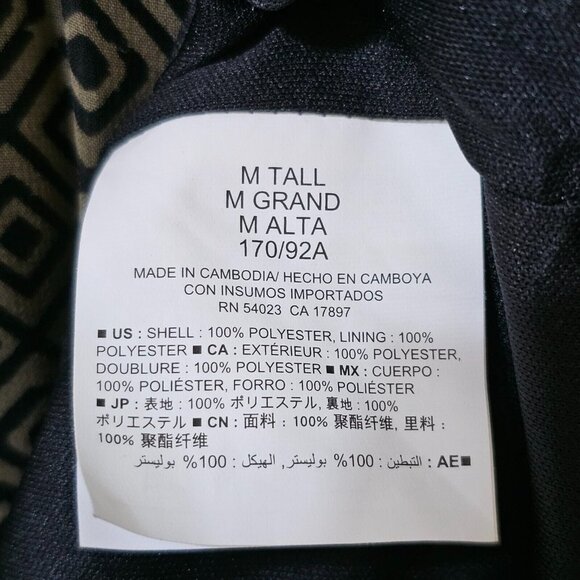 M TALL
M GRAND
M ALTA
170/92A
MADE IN CAMBODIA/ HECHO EN CAMBOYA
CON INSUMOS IMPORTADOS
RN 54023 CA 17897
■ US : SHELL : 100% POLYESTER, LINING : 100%
POLYESTER ■ CA : EXTÉRIEUR : 100% POLYESTER,
DOUBLURE : 100% POLYESTER ■ MX : CUERPO :
100% POLIÉSTER, FORRO : 100% POLIÉSTER
■ JP : 表地 : 100% ポリエステル, 裏地 : 100%
ポリエステル ■ CN : 面料 : 100% 聚酯纤维, 里料 :
100% 聚酯纤维
■ AE : التبطين : 100% بوليستر, الهيكل : 100% بوليستر